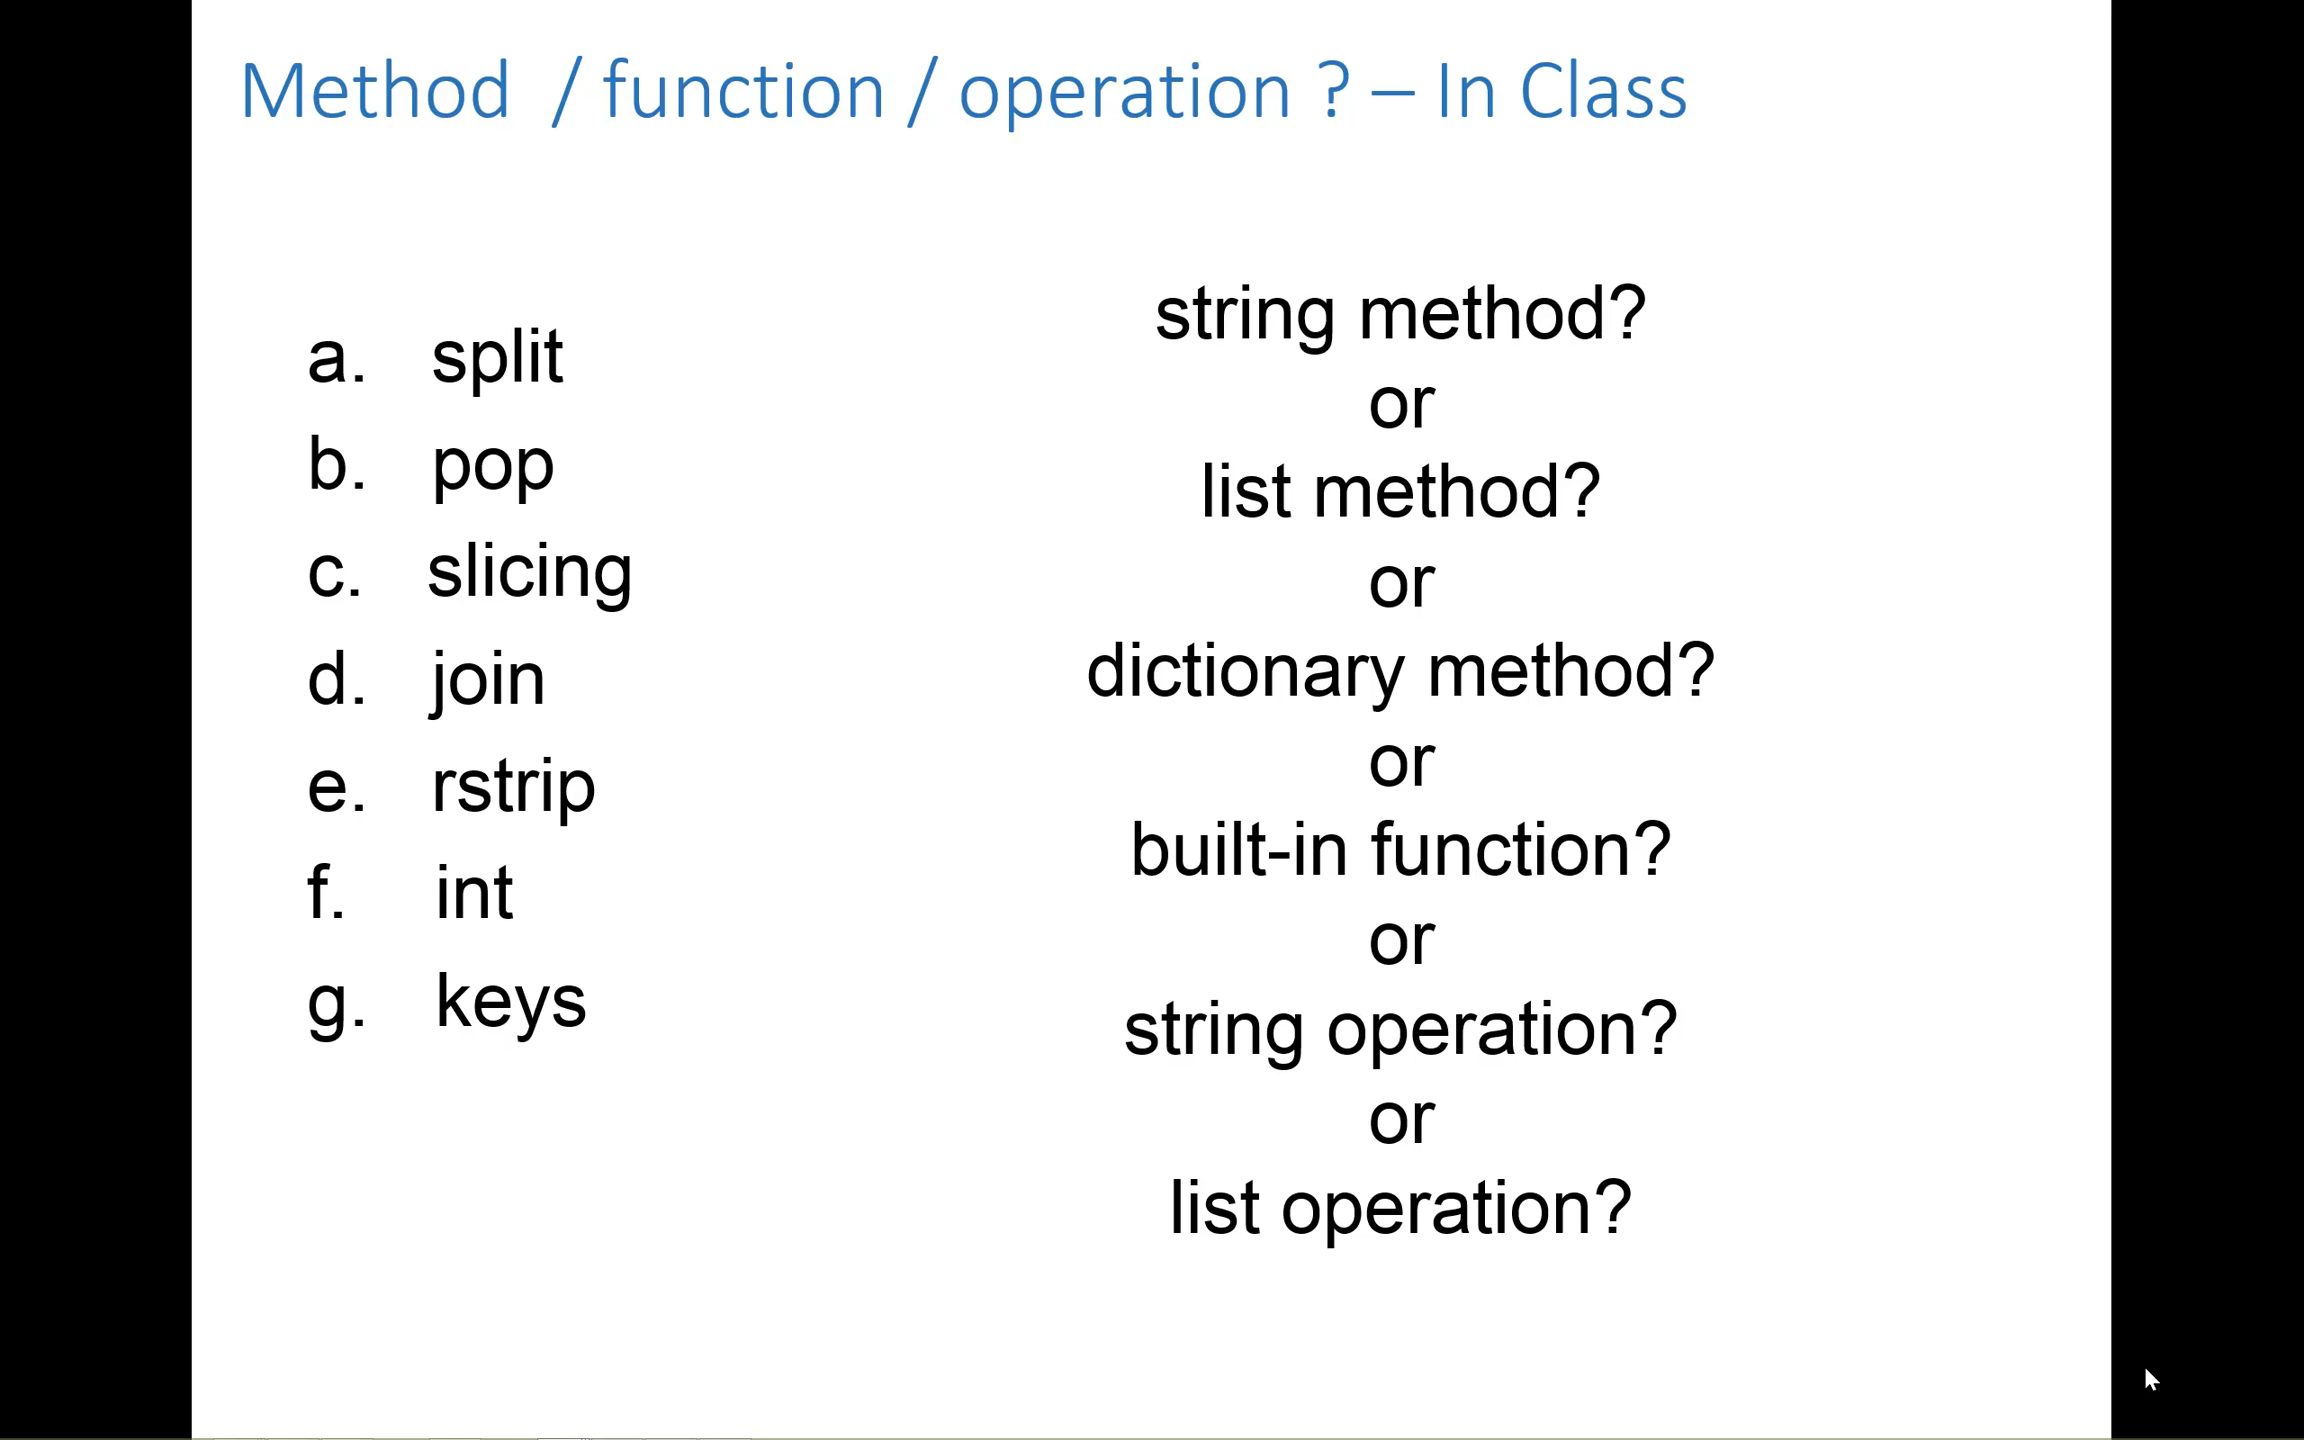 Method / function / operation ? – In Class
a. split
b. pop
c. slicing
d. join
e. rstrip
f. int
g. keys
string method?
or
list method?
or
dictionary method?
or
built-in function?
or
string operation?
or
list operation?